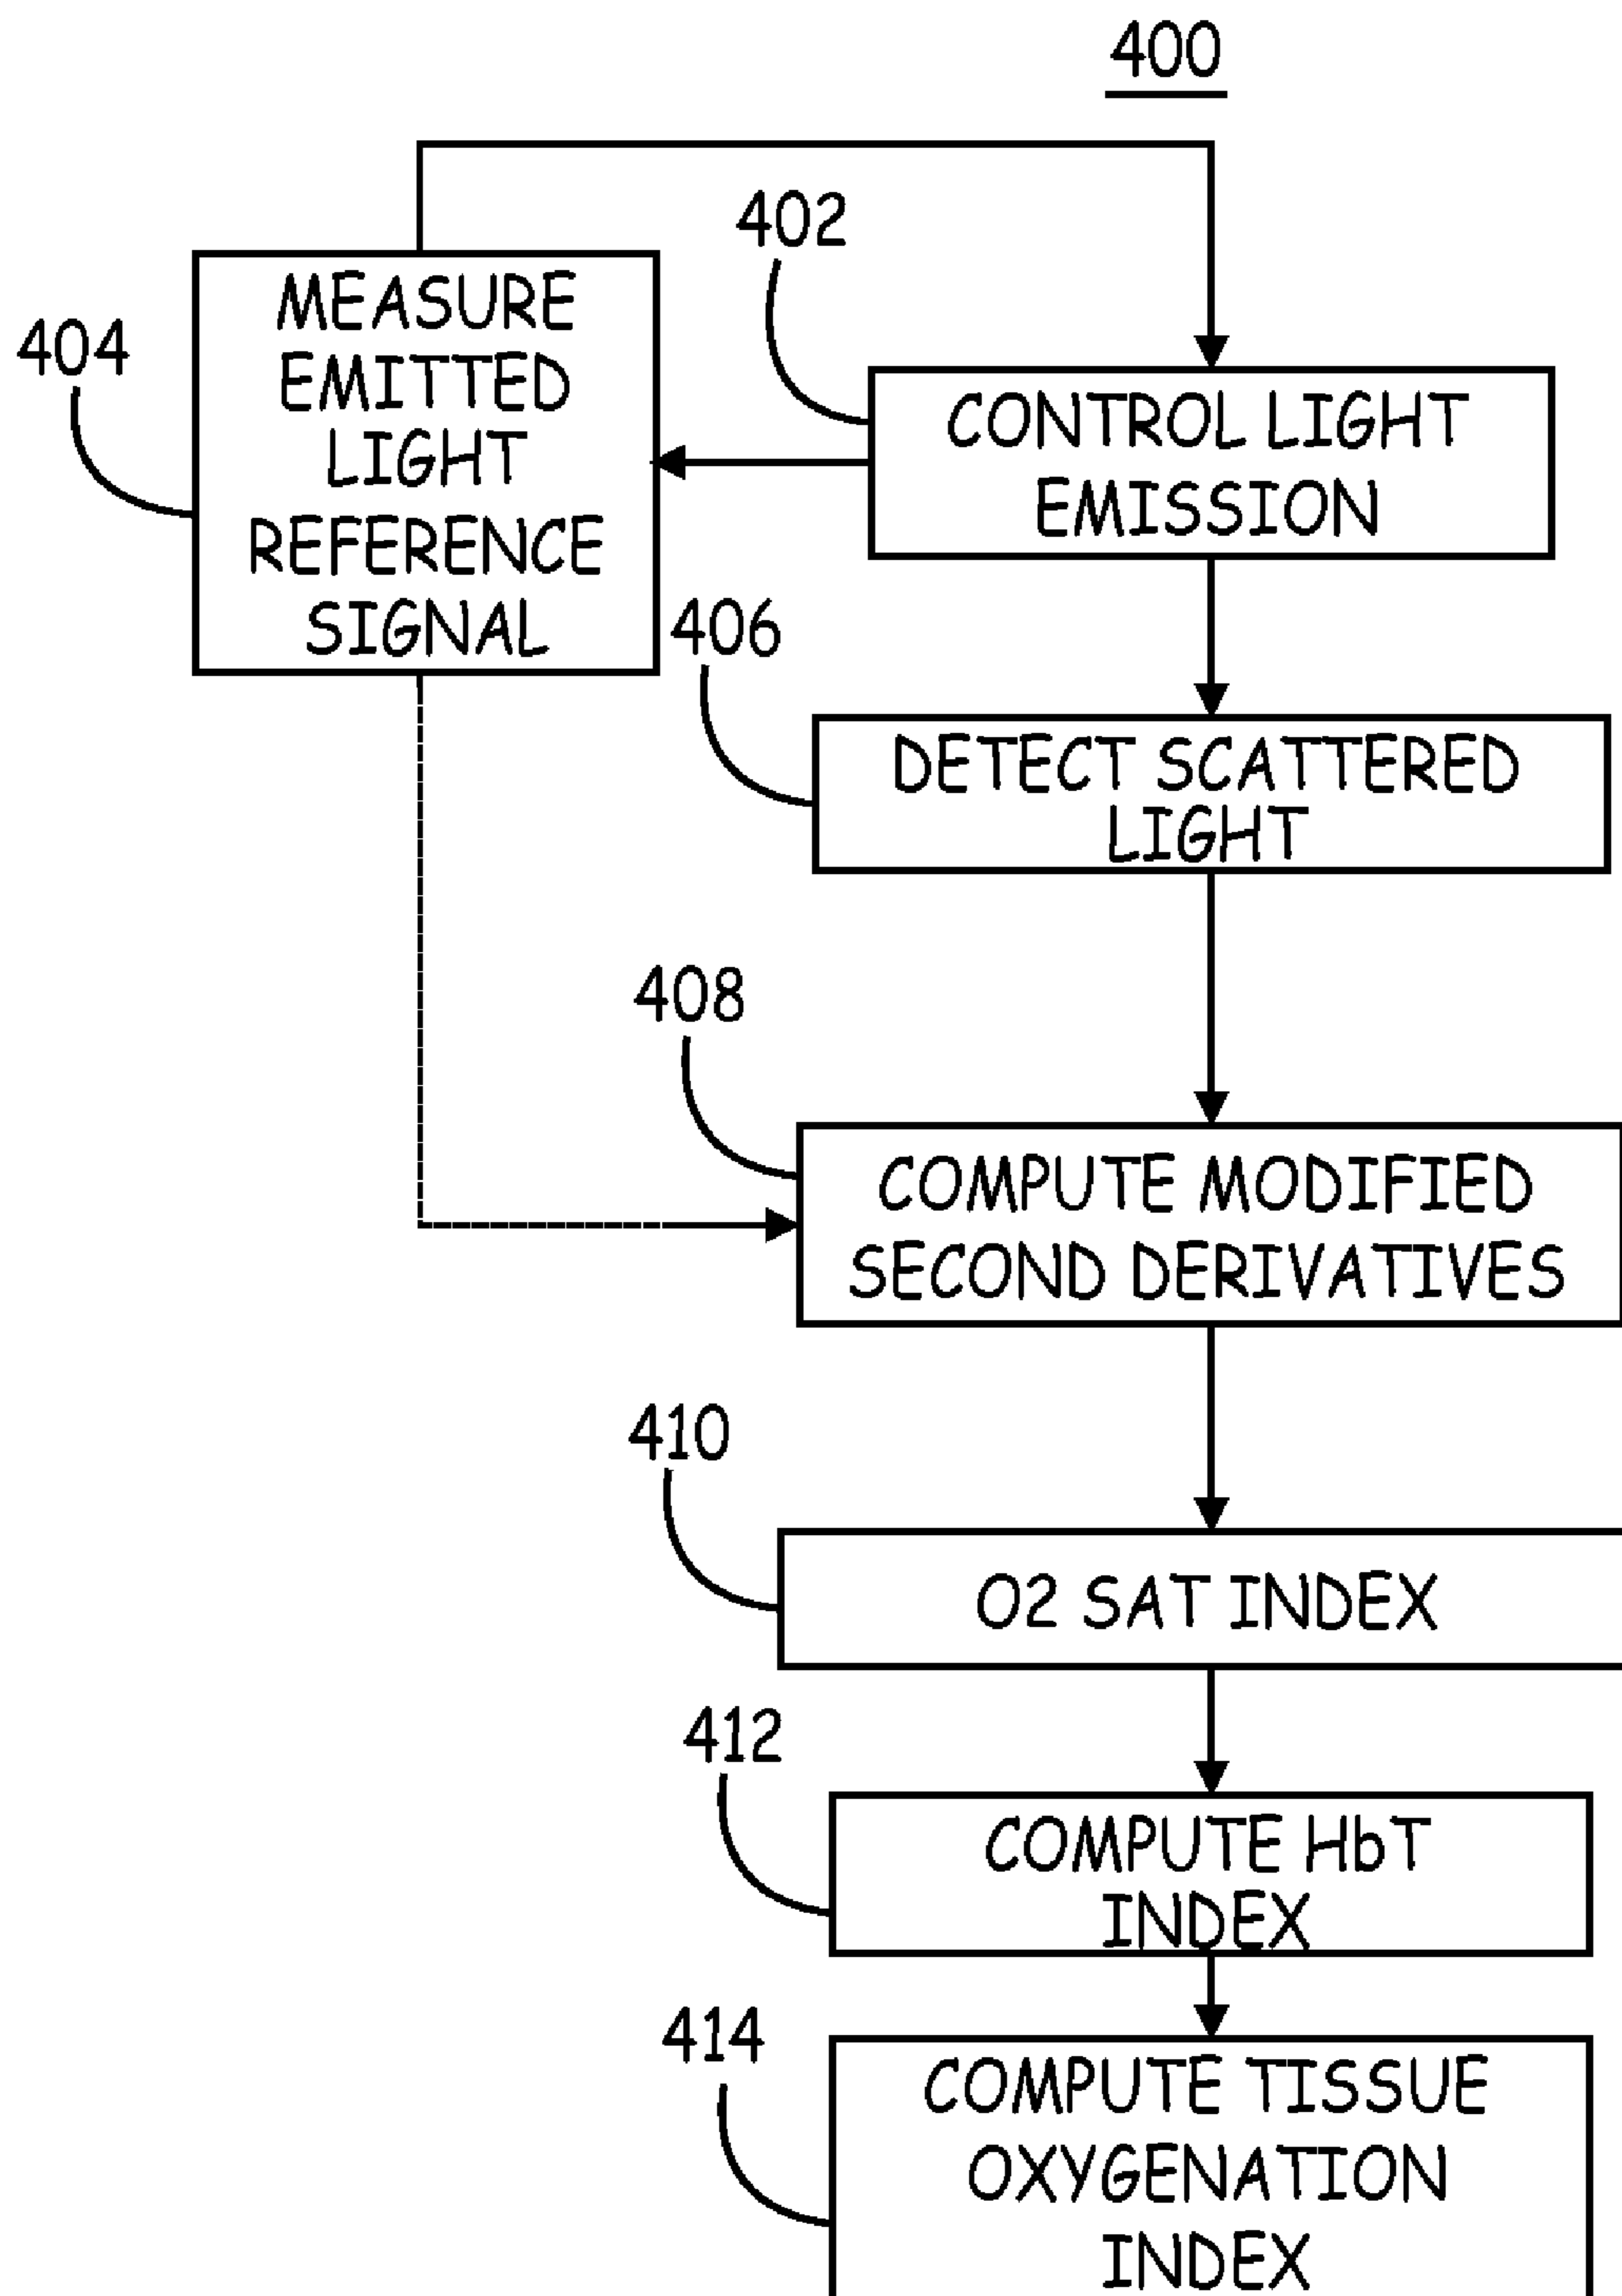 400
402
404
MEASURE
EMITTED
LIGHT
REFERENCE
SIGNAL
CONTROL LIGHT
EMISSION
406
DETECT SCATTERED
LIGHT
408
COMPUTE MODIFIED
SECOND DERIVATIVES
410
O2 SAT INDEX
412
COMPUTE HbT
INDEX
414
COMPUTE TISSUE
OXYGENATION
INDEX